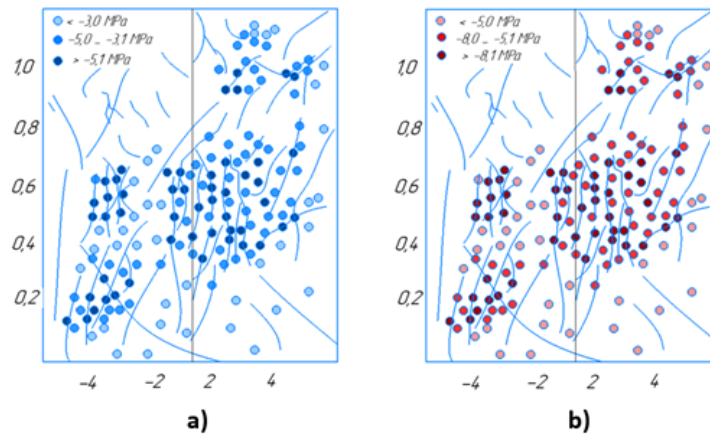 < -3,0 MPa
-5,0 ... -3,1 MPa
> -5,1 MPa
1,0
0,8
0,6
0,4
0,2
-4
-2
2
4
a)
< -5,0 MPa
-8,0 ... -5,1 MPa
> -8,1 MPa
1,0
0,8
0,6
0,4
0,2
-4
-2
2
4
b)